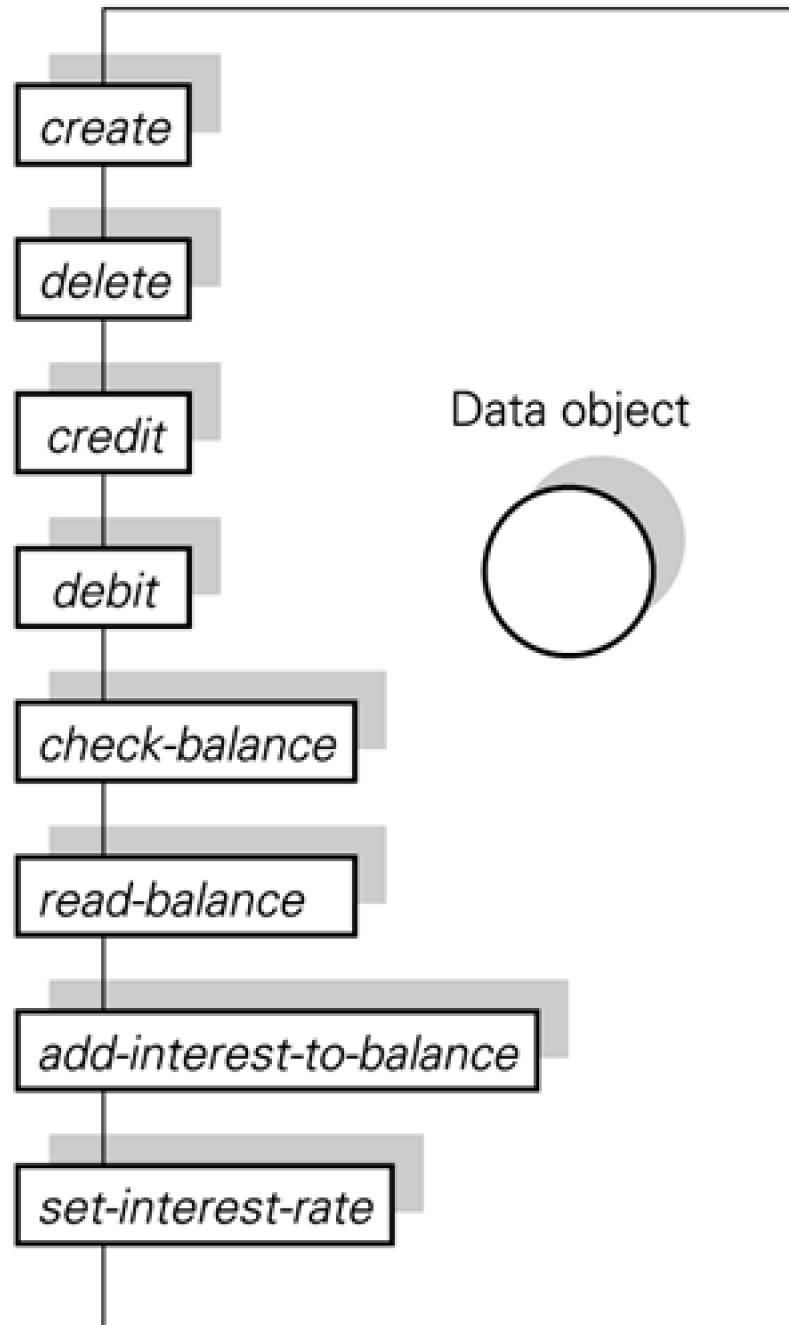 create
delete
credit
Data object
debit
check-balance
read-balance
add-interest-to-balance
set-interest-rate